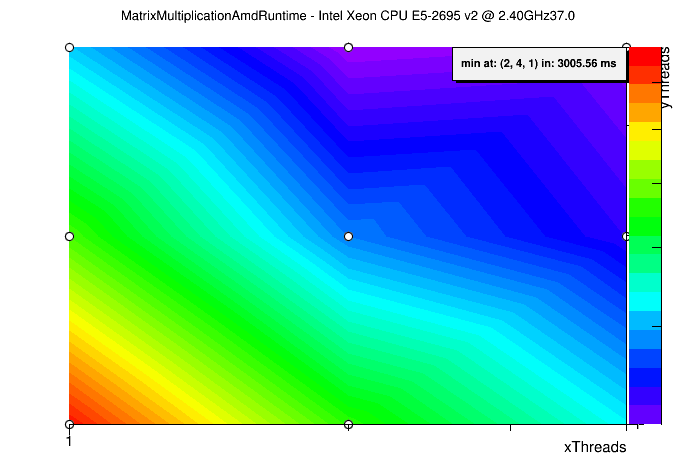 MatrixMultiplicationAmdRuntime - Intel Xeon CPU E5-2695 v2 @ 2.40GHz37.0
min at: (2, 4, 1) in: 3005.56 ms
yThreads
1
xThreads